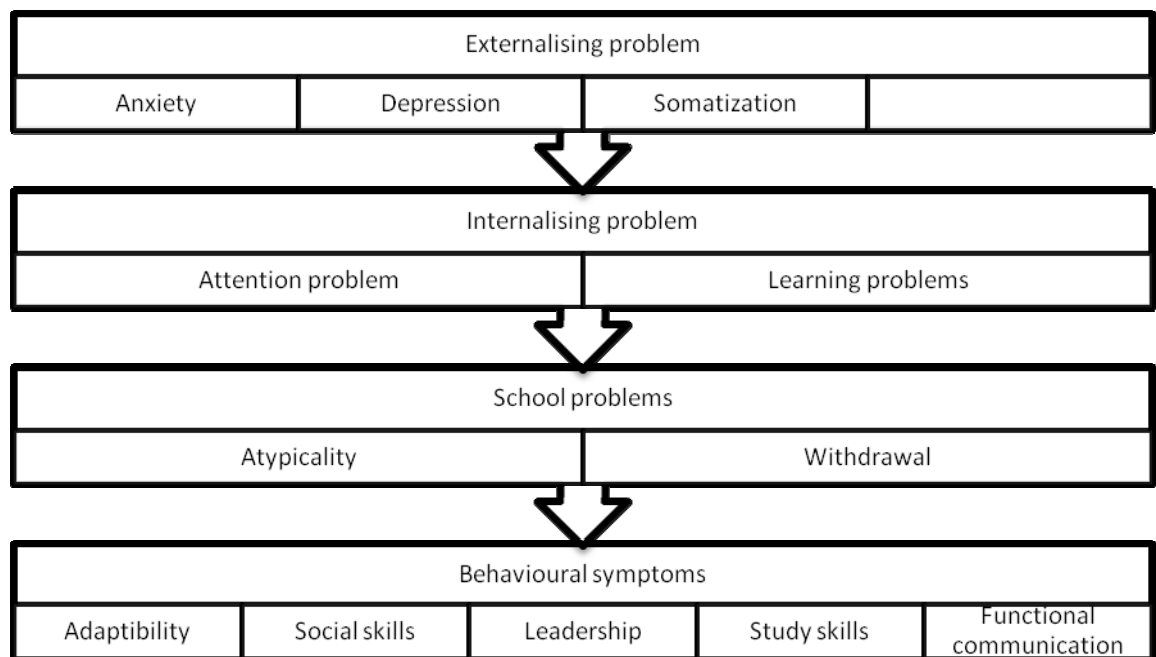 Externalising problem
Anxiety
Depression
Somatization
Internalising problem
Attention problem
Learning problems
School problems
Atypicality
Withdrawal
Behavioural symptoms
Adaptibility
Social skills
Leadership
Study skills
Functional
communication